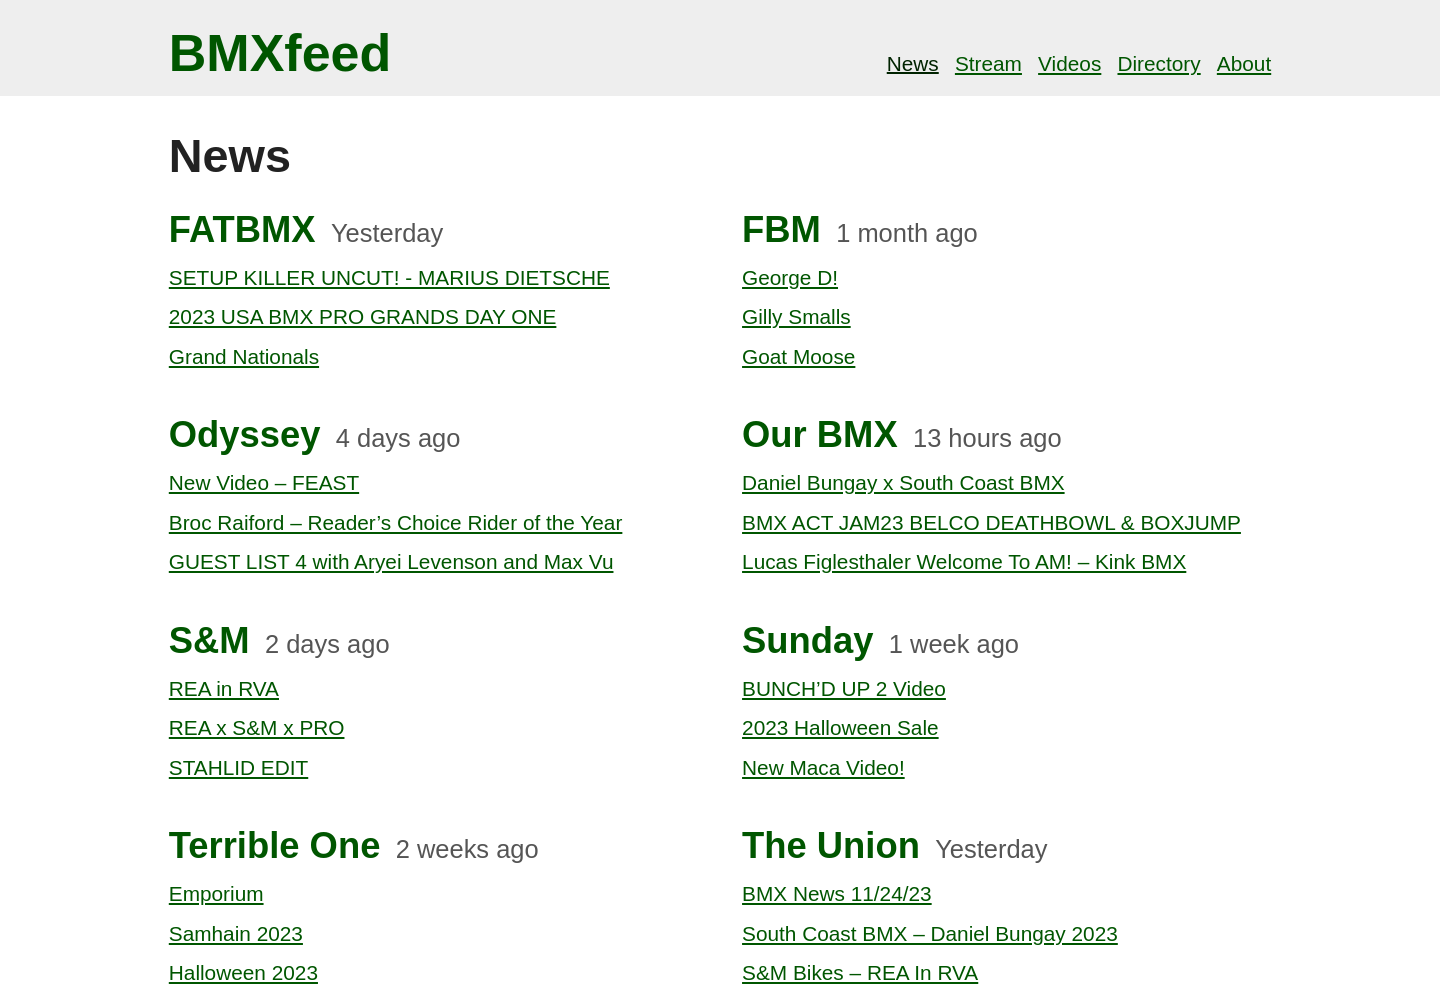 BMXfeed
News Stream Videos Directory About
News
FATBMX Yesterday
SETUP KILLER UNCUT! - MARIUS DIETSCHE
2023 USA BMX PRO GRANDS DAY ONE
Grand Nationals
FBM 1 month ago
George D!
Gilly Smalls
Goat Moose
Odyssey 4 days ago
New Video – FEAST
Broc Raiford – Reader’s Choice Rider of the Year
GUEST LIST 4 with Aryei Levenson and Max Vu
Our BMX 13 hours ago
Daniel Bungay x South Coast BMX
BMX ACT JAM23 BELCO DEATHBOWL & BOXJUMP
Lucas Figlesthaler Welcome To AM! – Kink BMX
S&M 2 days ago
REA in RVA
REA x S&M x PRO
STAHLID EDIT
Sunday 1 week ago
BUNCH’D UP 2 Video
2023 Halloween Sale
New Maca Video!
Terrible One 2 weeks ago
Emporium
Samhain 2023
Halloween 2023
The Union Yesterday
BMX News 11/24/23
South Coast BMX – Daniel Bungay 2023
S&M Bikes – REA In RVA